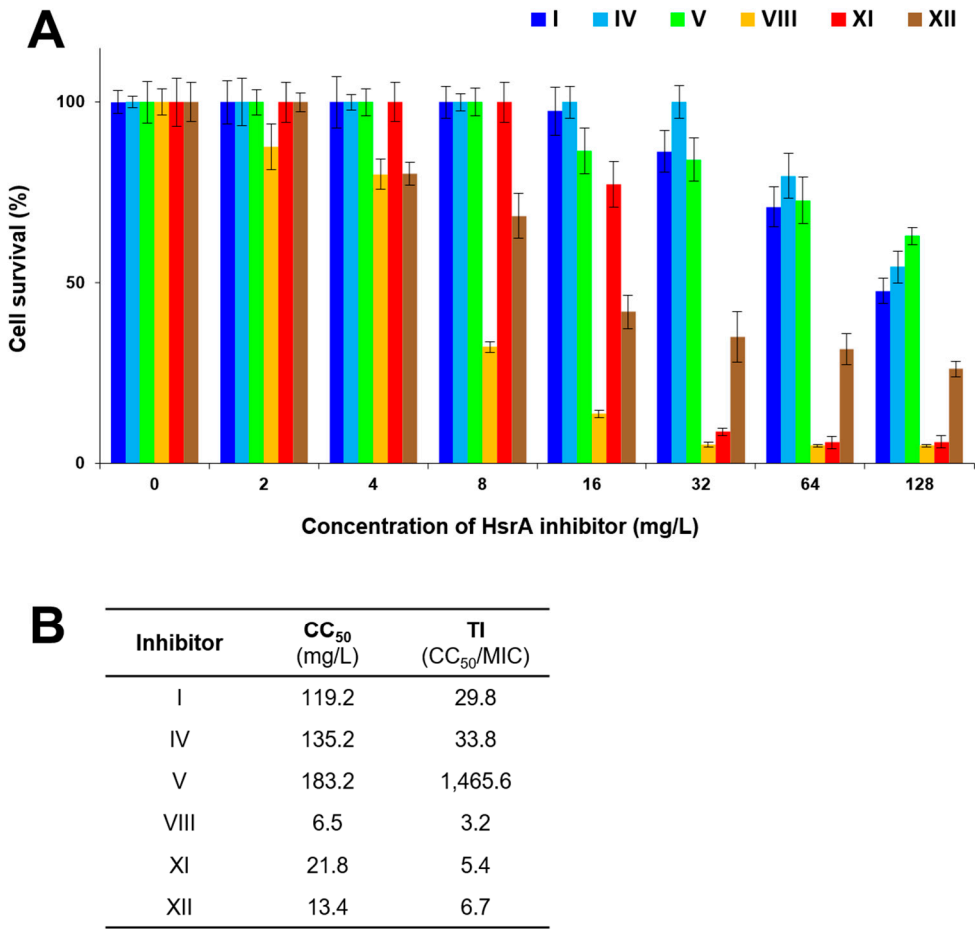 A
I IV V VIII XI XII
100
50
0
Cell survival (%)
0 2 4 8 16 32 64 128
Concentration of HsrA inhibitor (mg/L)
B
Inhibitor CC₅₀ TI
(mg/L) (CC₅₀/MIC)
I 119.2 29.8
IV 135.2 33.8
V 183.2 1,465.6
VIII 6.5 3.2
XI 21.8 5.4
XII 13.4 6.7